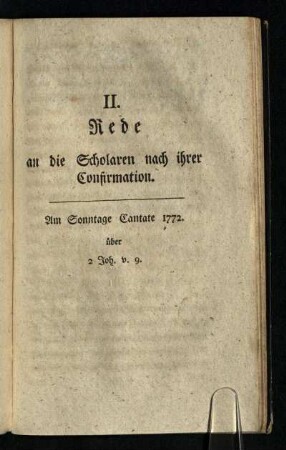 II.
Rede
an die Scholaren nach ihrer
Confirmation.
Am Sonntage Cantate 1772.
über
2 Joh. v. 9.